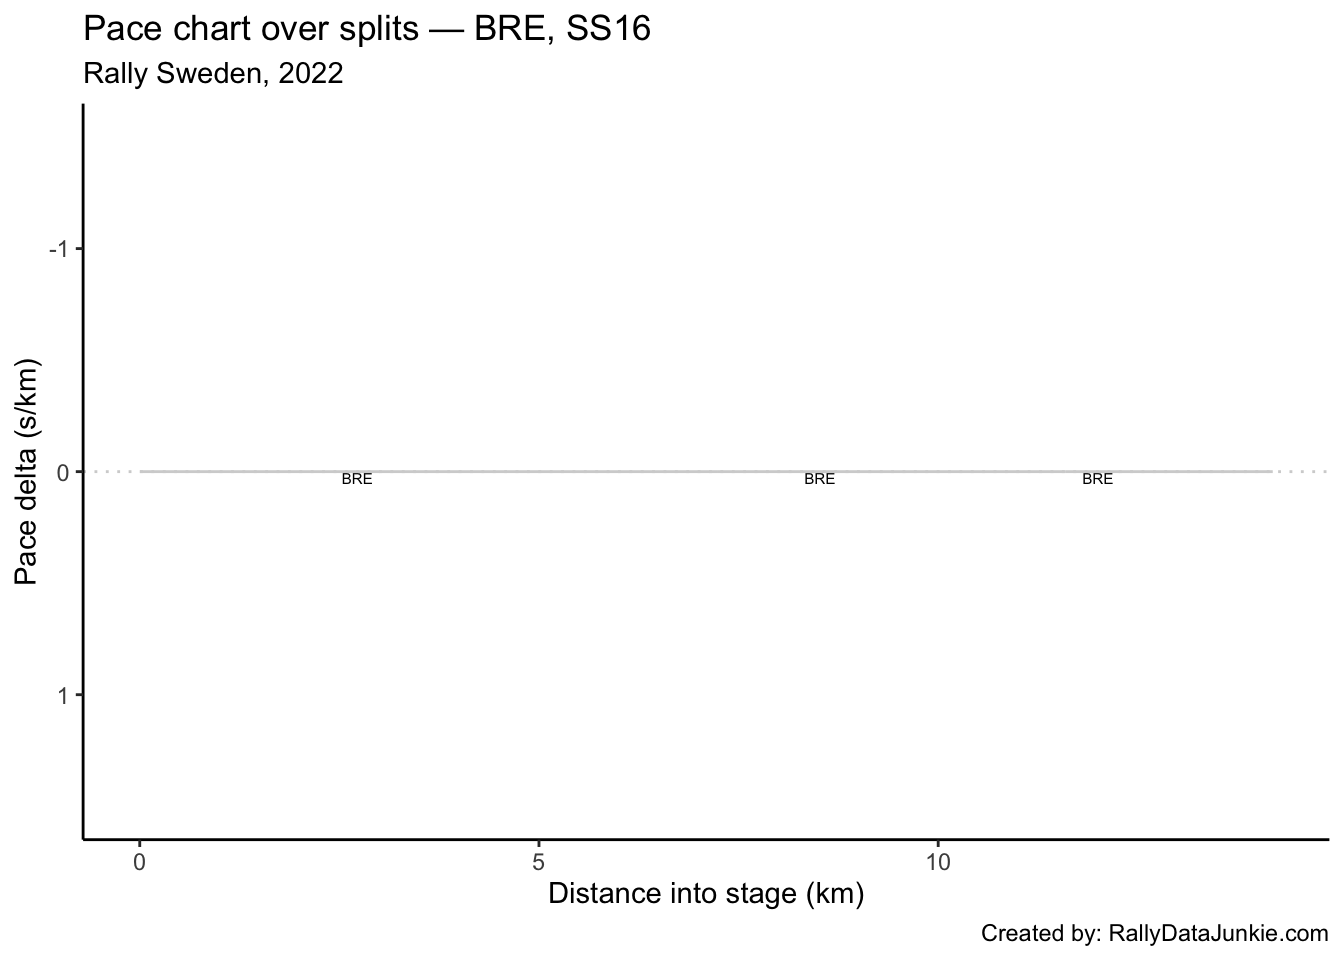 Pace chart over splits — BRE, SS16
Rally Sweden, 2022
Pace delta (s/km)
-1
0
1
BRE BRE BRE
0 5 10
Distance into stage (km)
Created by: RallyDataJunkie.com